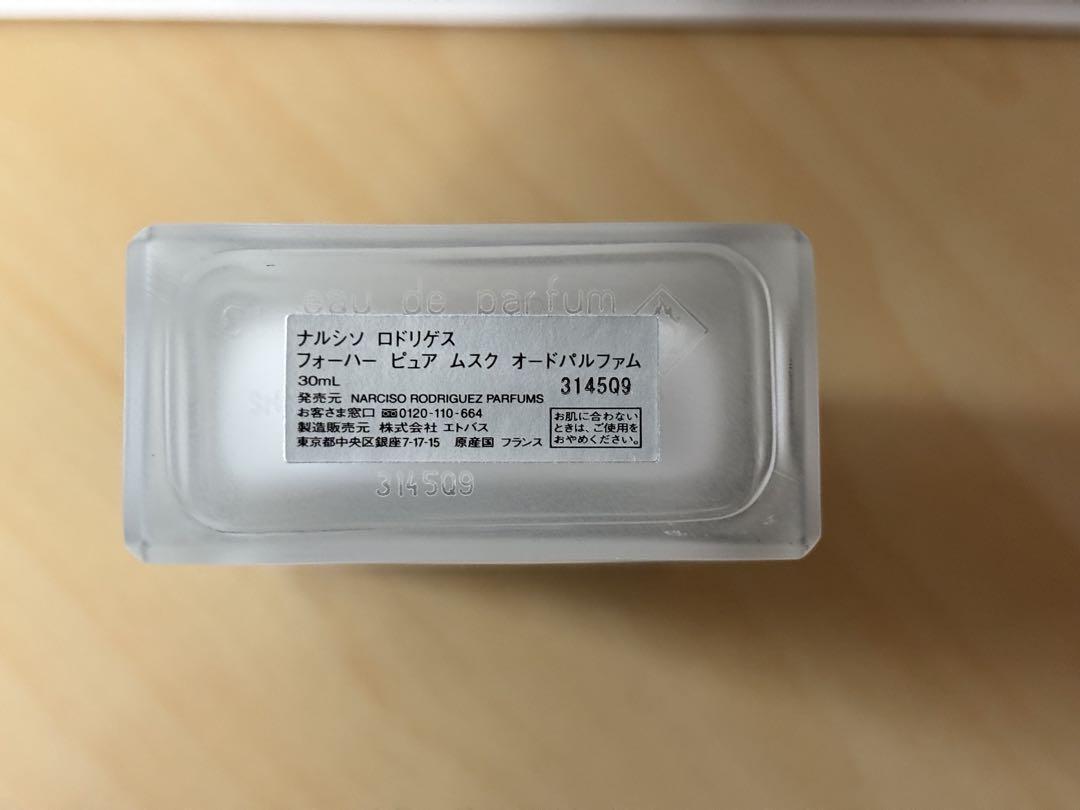 eau de parfum
ナルシソ ロドリゲス
フォーハー ピュア ムスク オードパルファム
30mL
3145Q9
発売元 NARCISO RODRIGUEZ PARFUMS
お客さま窓口 0120-110-664
製造販売元 株式会社 エトバス
東京都中央区銀座7-17-15 原産国 フランス
お肌に合わない
ときは、ご使用を
おやめください。
3145Q9